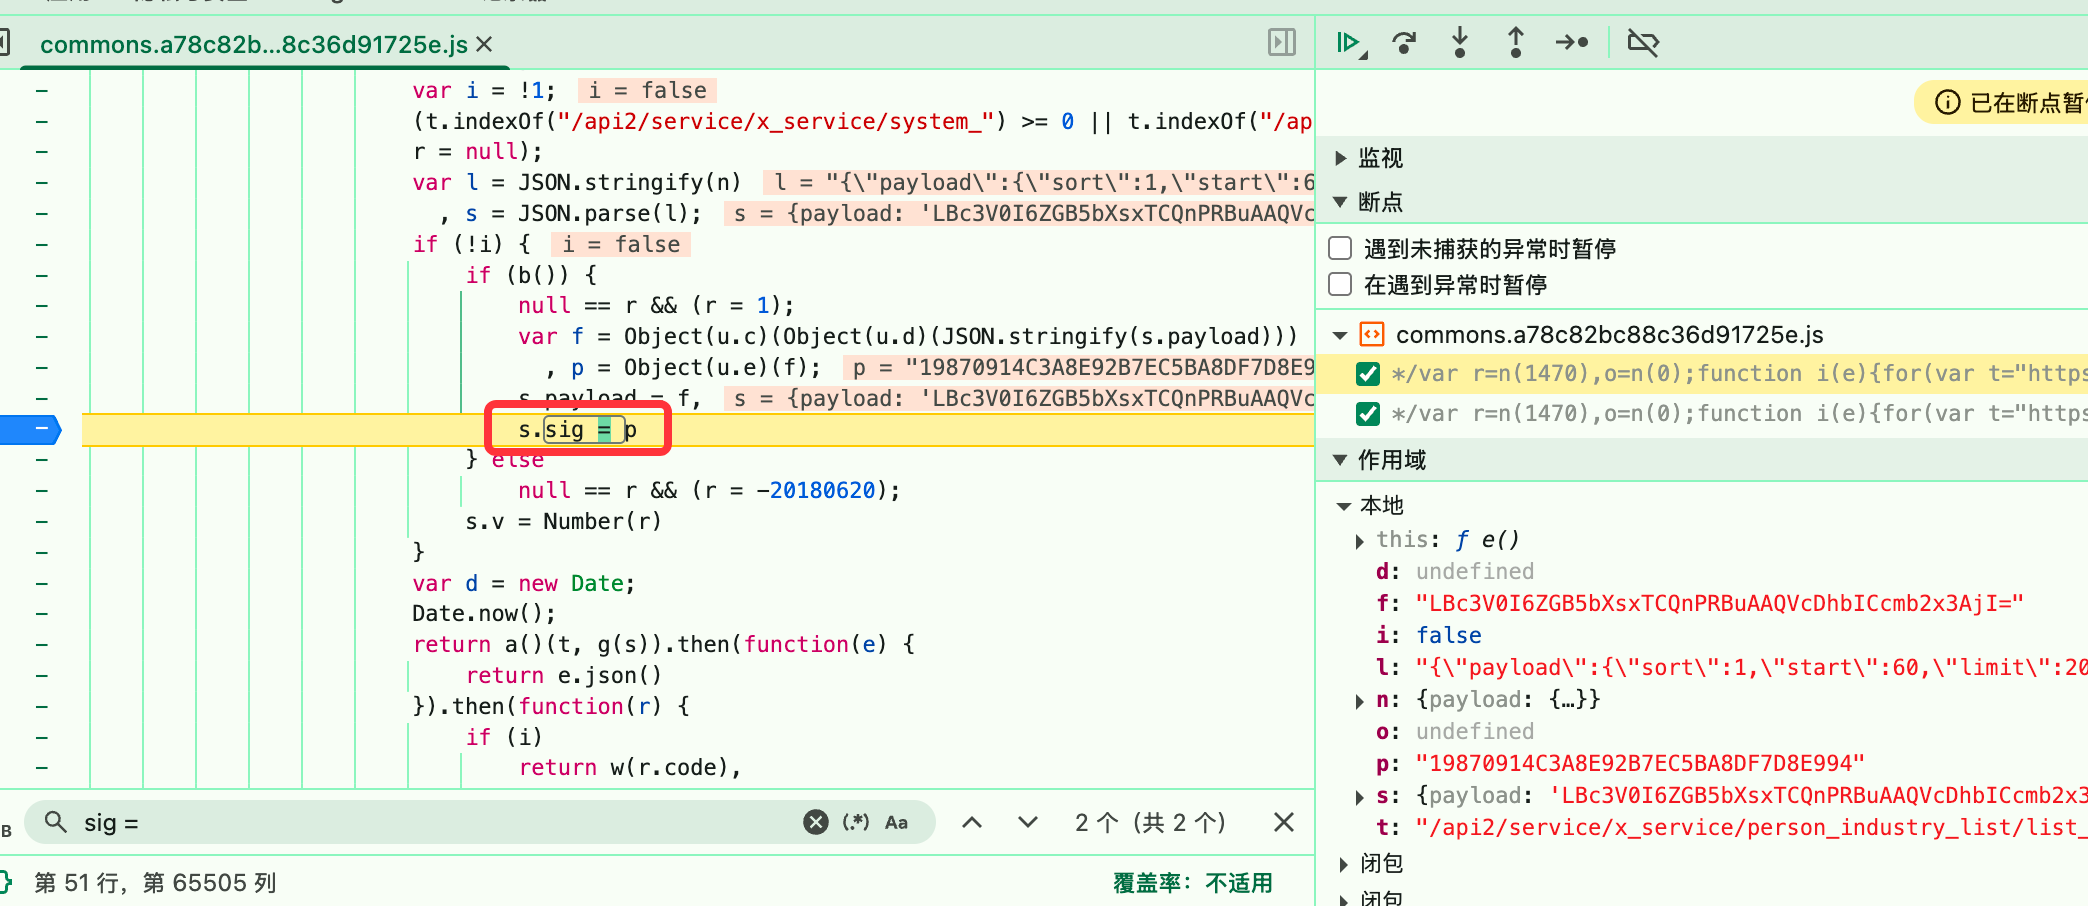 commons.a78c82b...8c36d91725e.js
var i = !1; i = false
(t.indexOf("/api2/service/x_service/system_") >= 0 || t.indexOf("/ap
r = null);
var l = JSON.stringify(n) l = "{\"payload\":{\"sort\":1,\"start\":6
, s = JSON.parse(l); s = {payload: 'LBc3V0I6ZGB5bXsxTCQnPRBuAAQVc
if (!i) { i = false
if (b()) {
null == r && (r = 1);
var f = Object(u.c)(Object(u.d)(JSON.stringify(s.payload)))
, p = Object(u.e)(f); p = "19870914C3A8E92B7EC5BA8DF7D8E9
s.payload = f, s = {payload: 'LBc3V0I6ZGB5bXsxTCQnPRBuAAQVc
s.sig = p
} else
null == r && (r = -20180620);
s.v = Number(r)
}
var d = new Date;
Date.now();
return a()(t, g(s)).then(function(e) {
return e.json()
}).then(function(r) {
if (i)
return w(r.code),
sig =
(.*) Aa
2 个 (共 2 个)
第 51 行，第 65505 列
覆盖率：不适用
已在断点暂
监视
断点
遇到未捕获的异常时暂停
在遇到异常时暂停
commons.a78c82bc88c36d91725e.js
*/var r=n(1470),o=n(0);function i(e){for(var t="https
*/var r=n(1470),o=n(0);function i(e){for(var t="https
作用域
本地
this: ƒ e()
d: undefined
f: "LBc3V0I6ZGB5bXsxTCQnPRBuAAQVcDhbICcmb2x3AjI="
i: false
l: "{\"payload\":{\"sort\":1,\"start\":60,\"limit\":20
n: {payload: {…}}
o: undefined
p: "19870914C3A8E92B7EC5BA8DF7D8E994"
s: {payload: 'LBc3V0I6ZGB5bXsxTCQnPRBuAAQVcDhbICcmb2x3
t: "/api2/service/x_service/person_industry_list/list_
闭包
闭包